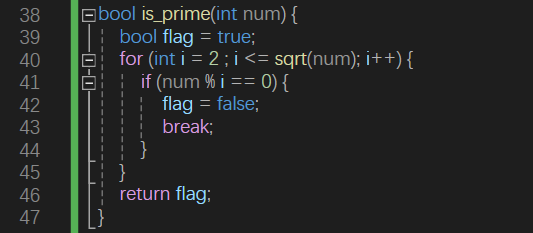 38 bool is_prime(int num) {
39 bool flag = true;
40 for (int i = 2 ; i <= sqrt(num); i++) {
41 if (num % i == 0) {
42 flag = false;
43 break;
44 }
45 }
46 return flag;
47 }